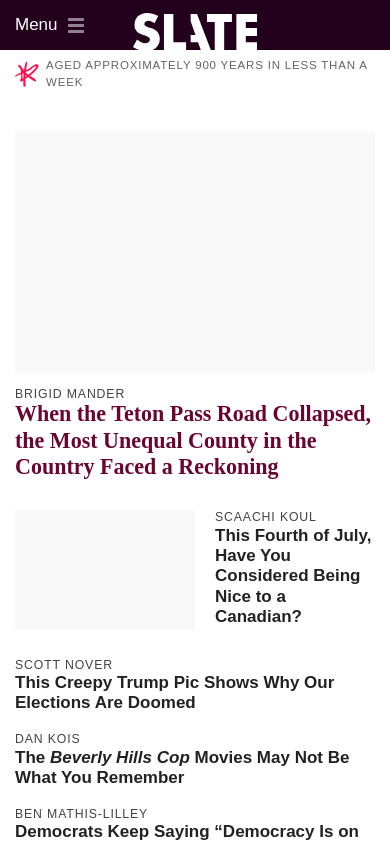 Menu
SLATE
AGED APPROXIMATELY 900 YEARS IN LESS THAN A
WEEK
BRIGID MANDER
When the Teton Pass Road Collapsed,
the Most Unequal County in the
Country Faced a Reckoning
SCAACHI KOUL
This Fourth of July,
Have You
Considered Being
Nice to a
Canadian?
SCOTT NOVER
This Creepy Trump Pic Shows Why Our
Elections Are Doomed
DAN KOIS
The Beverly Hills Cop Movies May Not Be
What You Remember
BEN MATHIS-LILLEY
Democrats Keep Saying “Democracy Is on